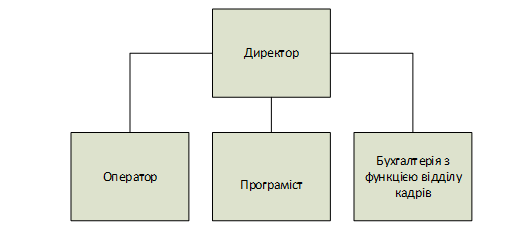 Директор
Оператор
Програміст
Бухгалтерія з
функцією відділу
кадрів